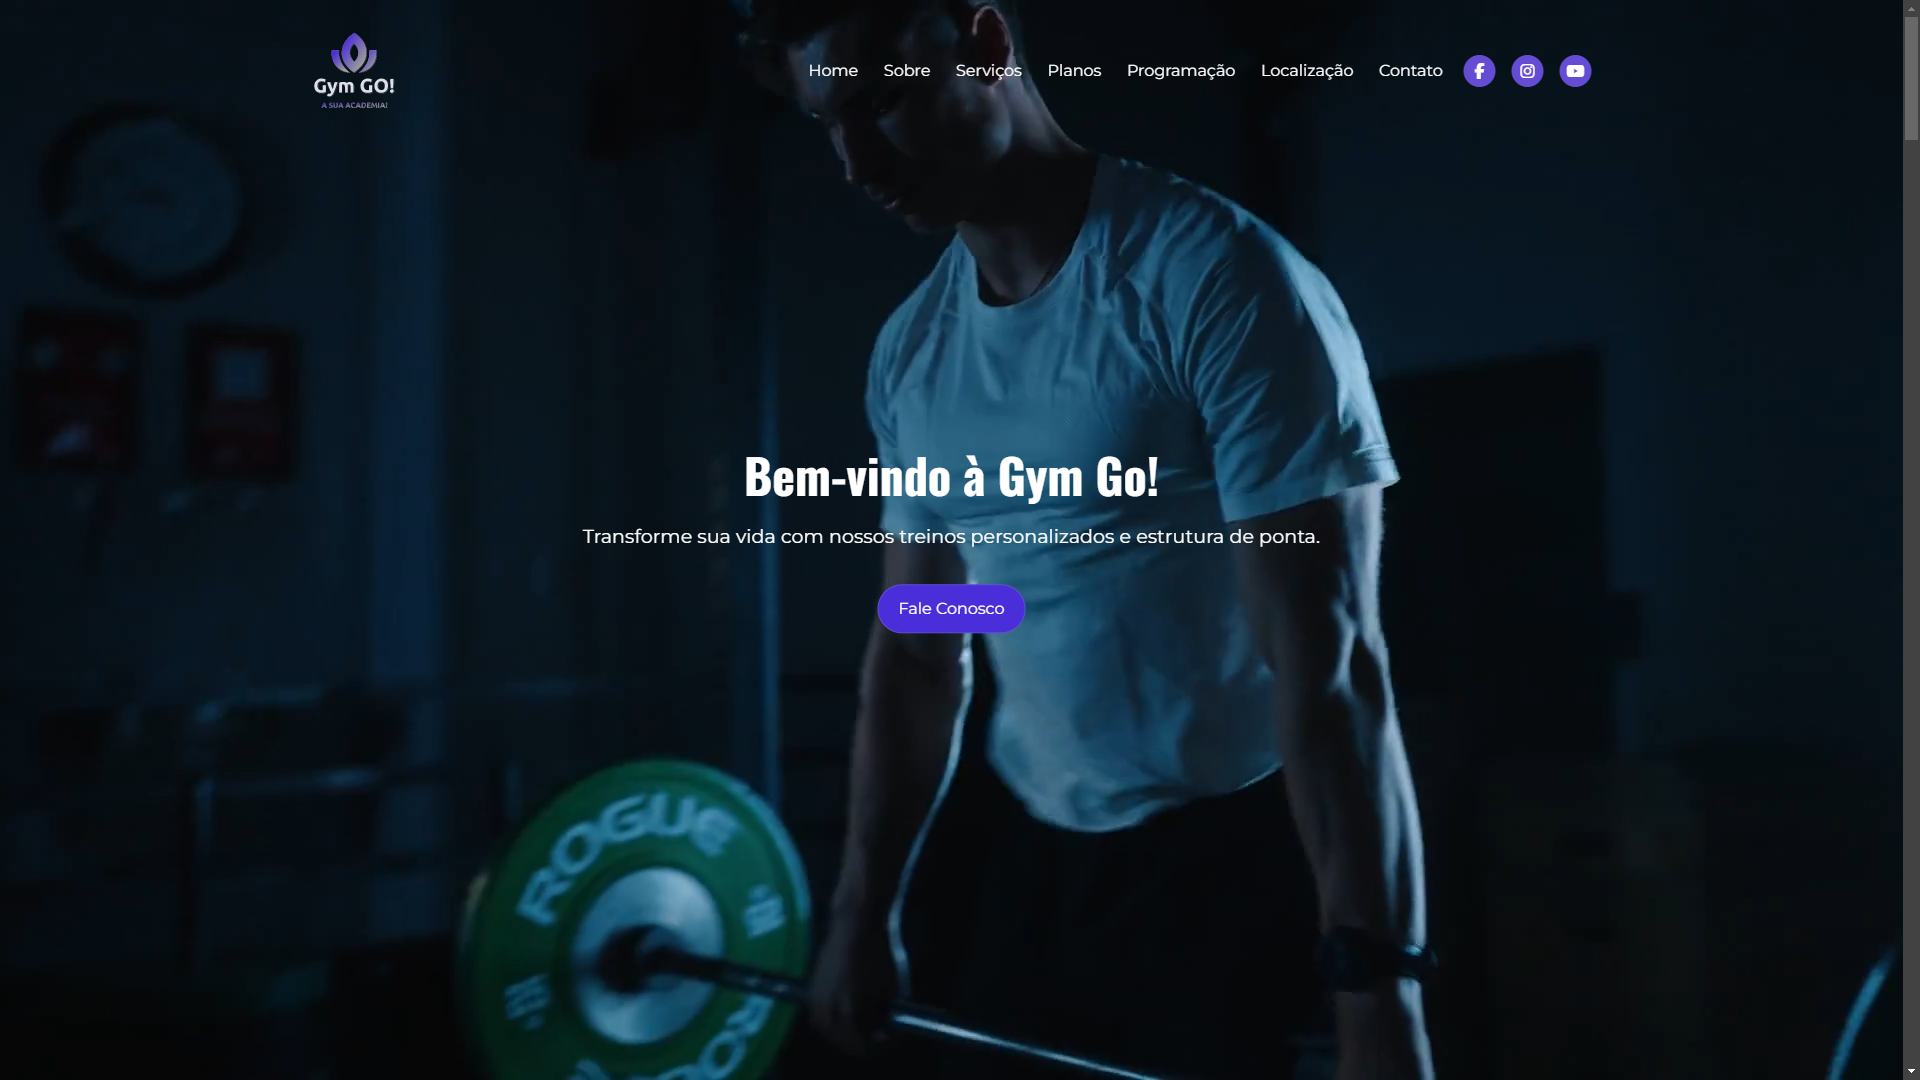 Gym GO!
A SUA ACADEMIA!
Home Sobre Serviços Planos Programação Localização Contato
Bem-vindo à Gym Go!
Transforme sua vida com nossos treinos personalizados e estrutura de ponta.
Fale Conosco
ROGUE